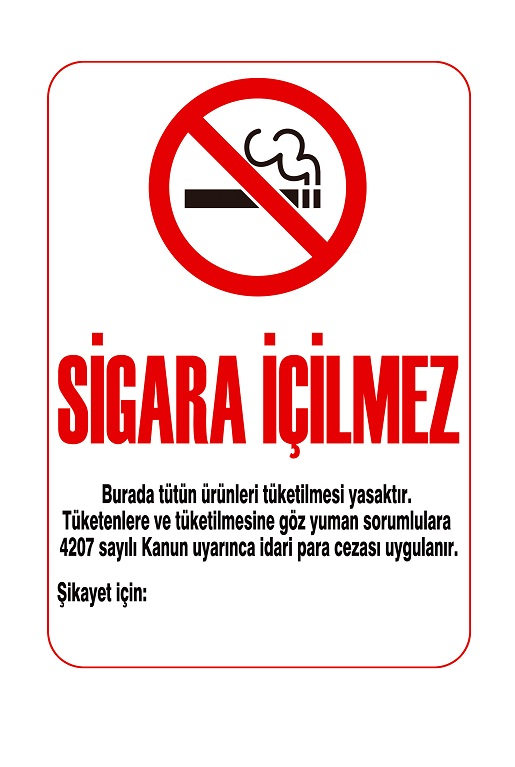 SİGARA İÇİLMEZ
Burada tütün ürünleri tüketilmesi yasaktır.
Tüketenlere ve tüketilmesine göz yuman sorumlulara
4207 sayılı Kanun uyarınca idari para cezası uygulanır.
Şikayet için: